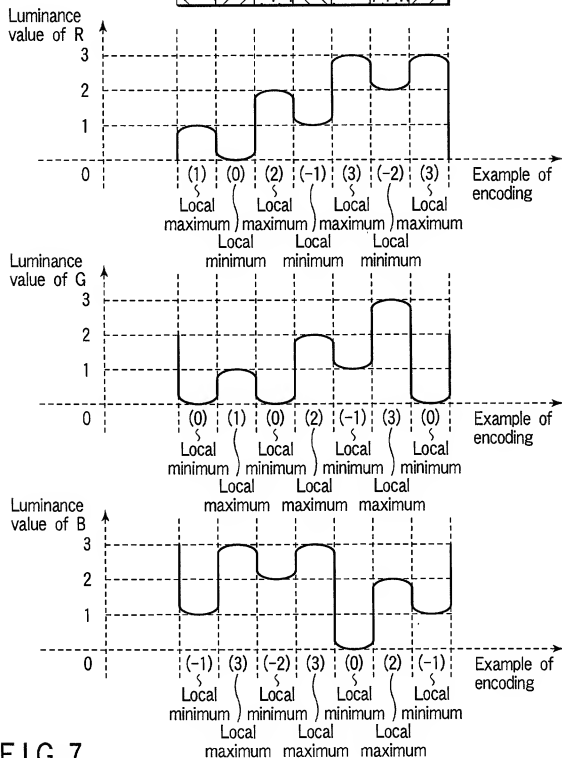 Luminance
value of R
3
2
1
0
(1) (0) (2) (-1) (3) (-2) (3)
Example of
encoding
Local Local Local Local
maximum maximum maximum maximum
Local Local Local
minimum minimum minimum
Luminance
value of G
3
2
1
0
(0) (1) (0) (2) (-1) (3) (0)
Example of
encoding
Local Local Local Local
minimum minimum minimum minimum
Local Local Local
maximum maximum maximum
Luminance
value of B
3
2
1
0
(-1) (3) (-2) (3) (0) (2) (-1)
Example of
encoding
Local Local Local Local
minimum minimum minimum minimum
Local Local Local
maximum maximum maximum
FIG. 7